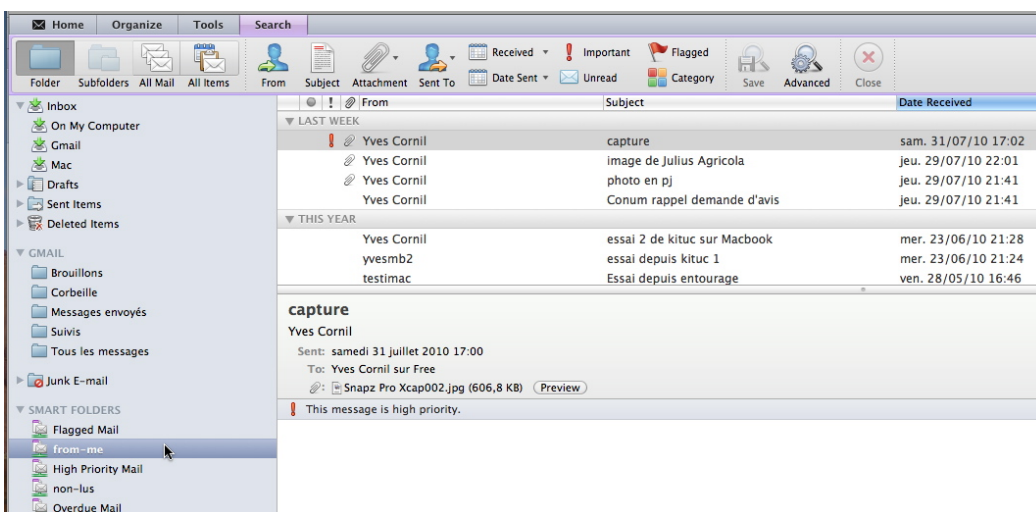 Home Organize Tools Search
Received Important Flagged
Date Sent Unread Category
Folder Subfolders All Mail All Items From Subject Attachment Sent To Save Advanced Close
Inbox
On My Computer
Gmail
Mac
Drafts
Sent Items
Deleted Items
GMAIL
Brouillons
Corbeille
Messages envoyés
Suivis
Tous les messages
Junk E-mail
SMART FOLDERS
Flagged Mail
from-me
High Priority Mail
non-lus
Overdue Mail
! From Subject Date Received
LAST WEEK
! Yves Cornil capture sam. 31/07/10 17:02
Yves Cornil image de Julius Agricola jeu. 29/07/10 22:01
Yves Cornil photo en pj jeu. 29/07/10 21:41
Yves Cornil Conum rappel demande d'avis jeu. 29/07/10 21:41
THIS YEAR
Yves Cornil essai 2 de kituc sur Macbook mer. 23/06/10 21:28
yvesmb2 essai depuis kituc 1 mer. 23/06/10 21:24
testimac Essai depuis entourage ven. 28/05/10 16:46
capture
Yves Cornil
Sent: samedi 31 juillet 2010 17:00
To: Yves Cornil sur Free
: Snapz Pro Xcap002.jpg (606,8 KB) Preview
! This message is high priority.